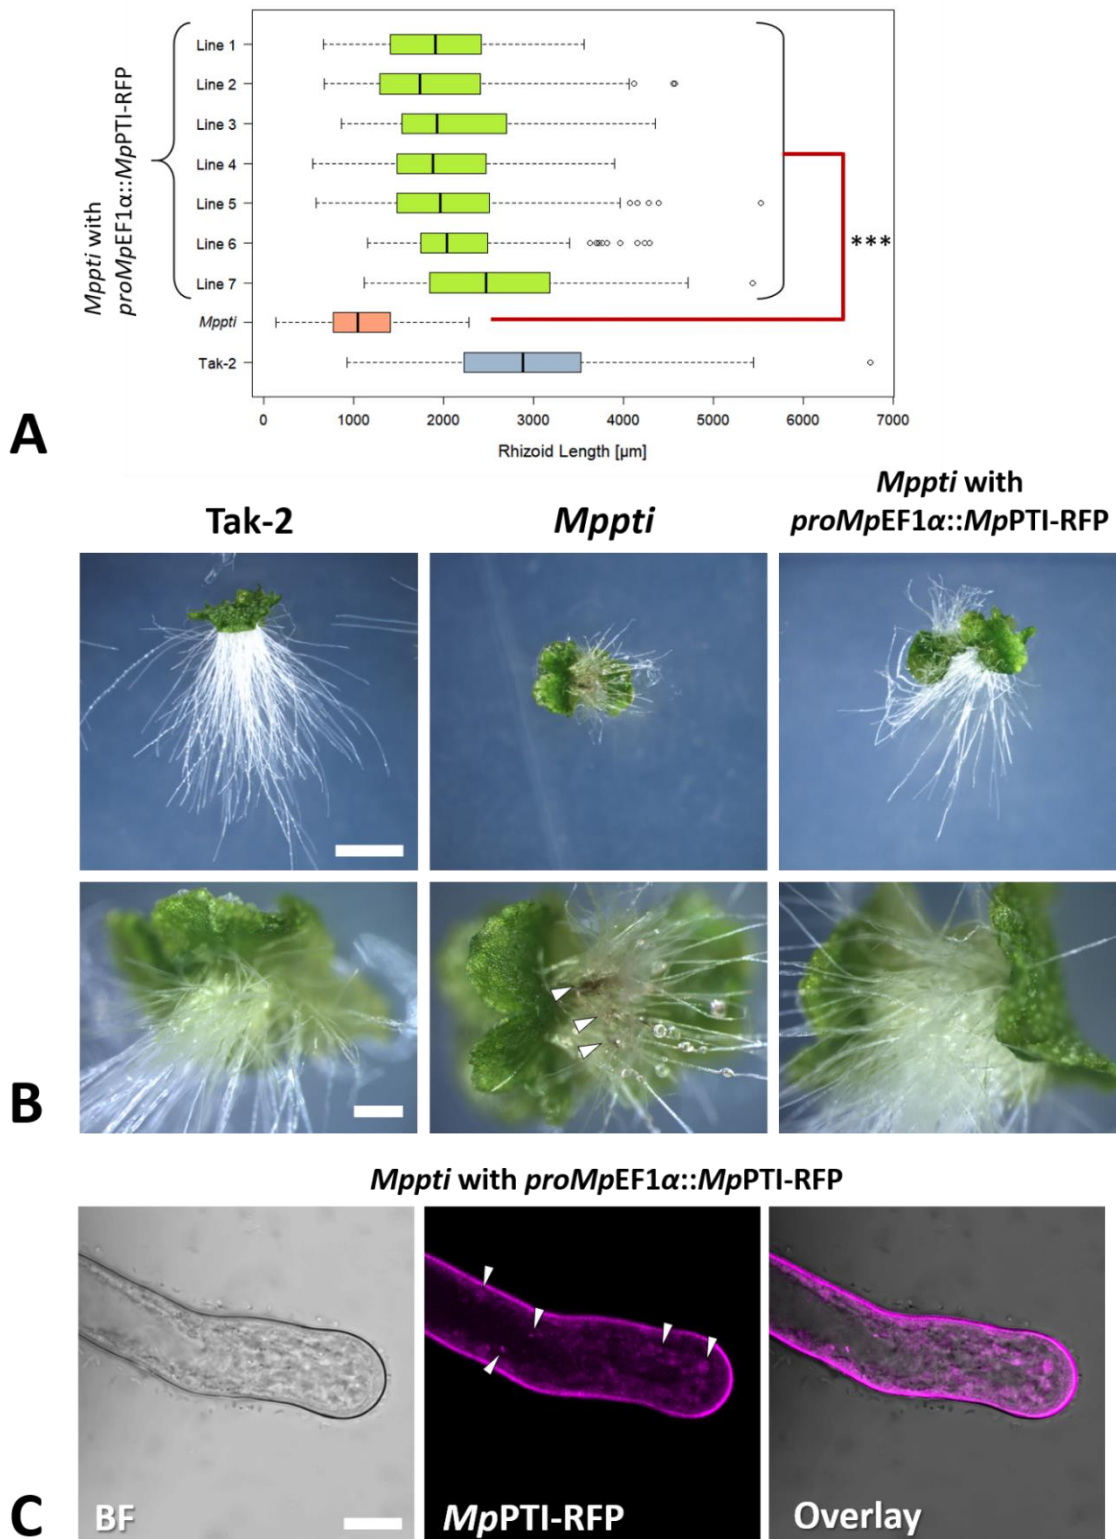 Mppti with
proMpEF1α::MpPTI-RFP
Line 1
Line 2
Line 3
Line 4
Line 5
Line 6
Line 7
Mppti
Tak-2
***
0 1000 2000 3000 4000 5000 6000 7000
Rhizoid Length [µm]
A
Tak-2
Mppti
Mppti with
proMpEF1α::MpPTI-RFP
B
Mppti with proMpEF1α::MpPTI-RFP
BF
MpPTI-RFP
Overlay
C